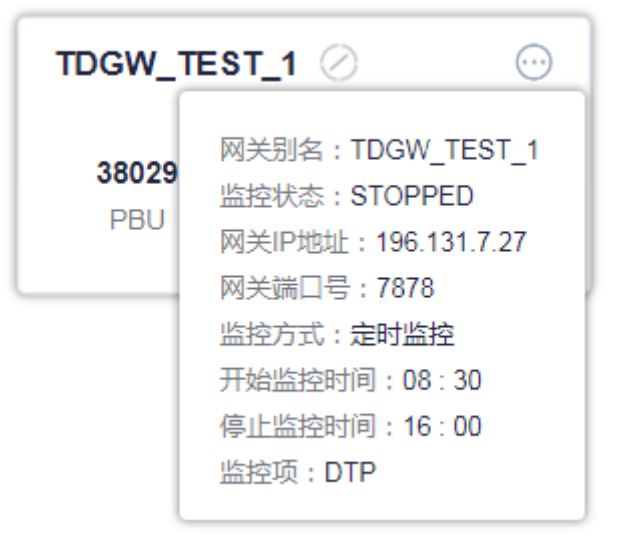 TDGW_TEST_1
38029
PBU
网关别名：TDGW_TEST_1
监控状态：STOPPED
网关IP地址：196.131.7.27
网关端口号：7878
监控方式：定时监控
开始监控时间：08 : 30
停止监控时间：16 : 00
监控项：DTP